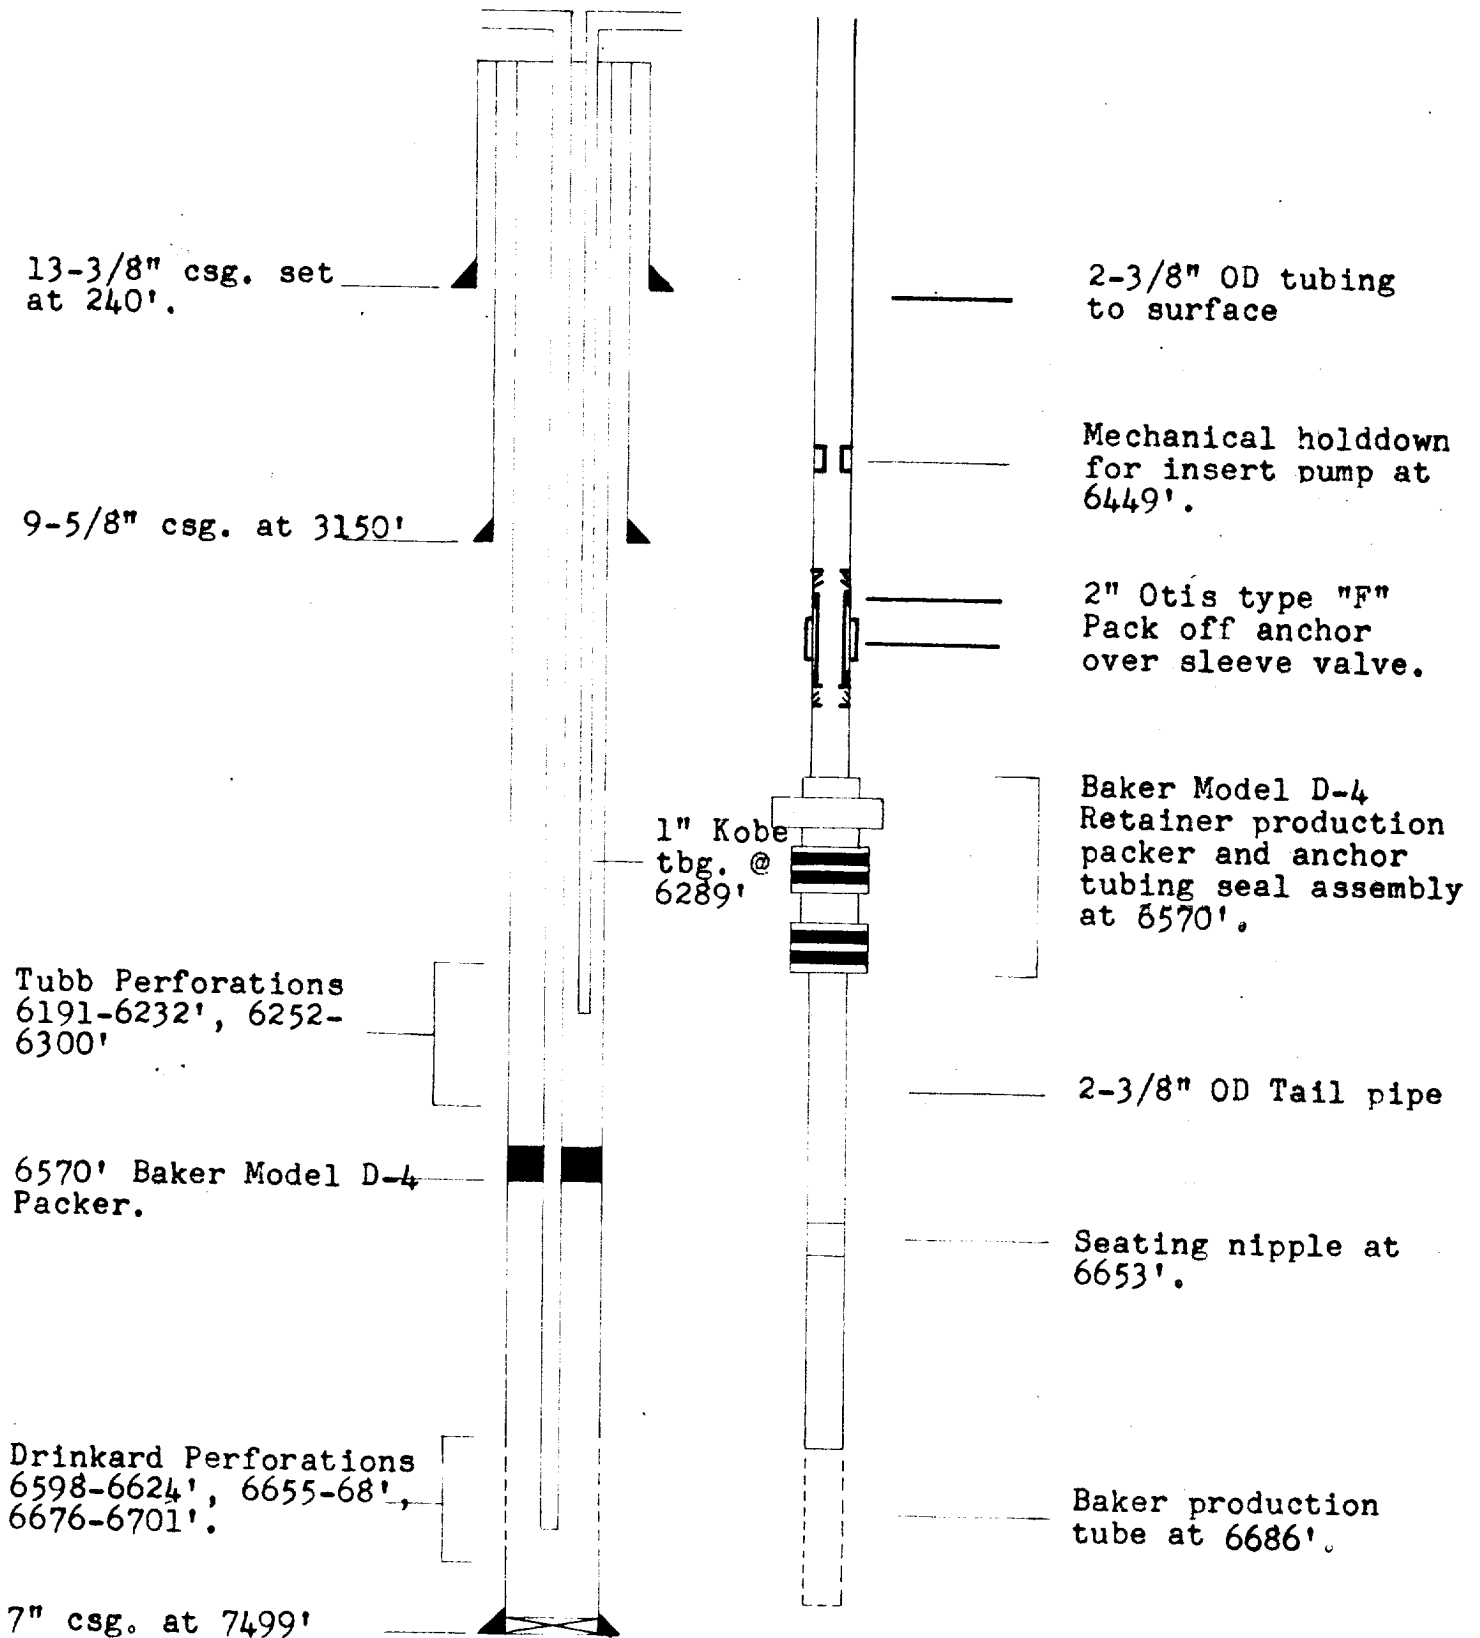 13-3/8" csg. set
at 240'.
9-5/8" csg. at 3150'
Tubb Perforations
6191-6232', 6252-
6300'
6570' Baker Model D-4
Packer.
Drinkard Perforations
6598-6624', 6655-68',
6676-6701'.
7" csg. at 7499'
1" Kobe
tbg. @
6289'
2-3/8" OD tubing
to surface
Mechanical holddown
for insert pump at
6449'.
2" Otis type "F"
Pack off anchor
over sleeve valve.
Baker Model D-4
Retainer production
packer and anchor
tubing seal assembly
at 6570'.
2-3/8" OD Tail pipe
Seating nipple at
6653'.
Baker production
tube at 6686'.